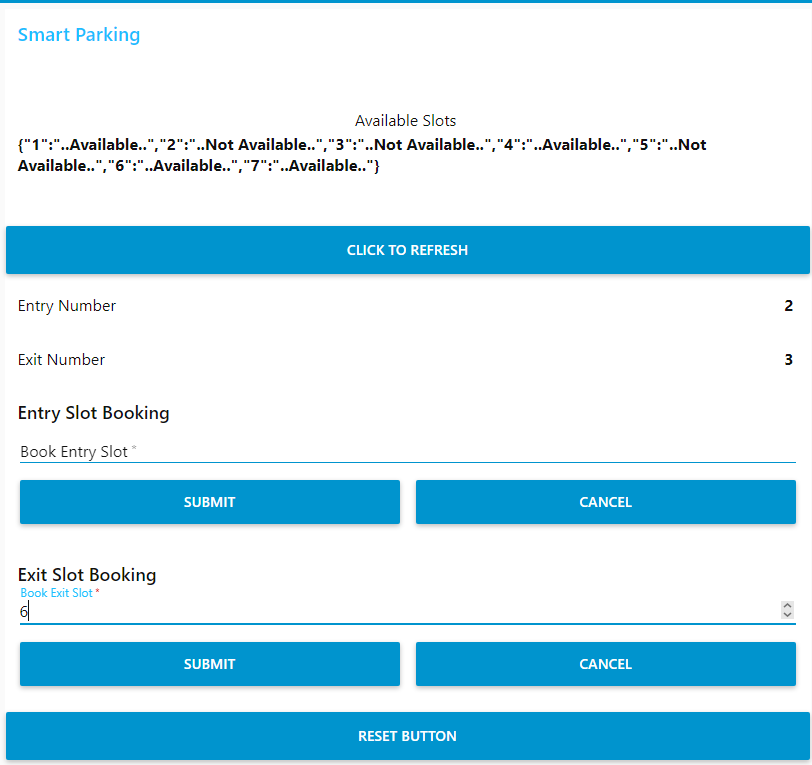 Smart Parking
Available Slots
{"1":"..Available..","2":"..Not Available..","3":"..Not Available..","4":"..Available..","5":"..Not
Available..","6":"..Available..","7":"..Available.."}
CLICK TO REFRESH
Entry Number 2
Exit Number 3
Entry Slot Booking
Book Entry Slot *
SUBMIT CANCEL
Exit Slot Booking
Book Exit Slot *
6
SUBMIT CANCEL
RESET BUTTON